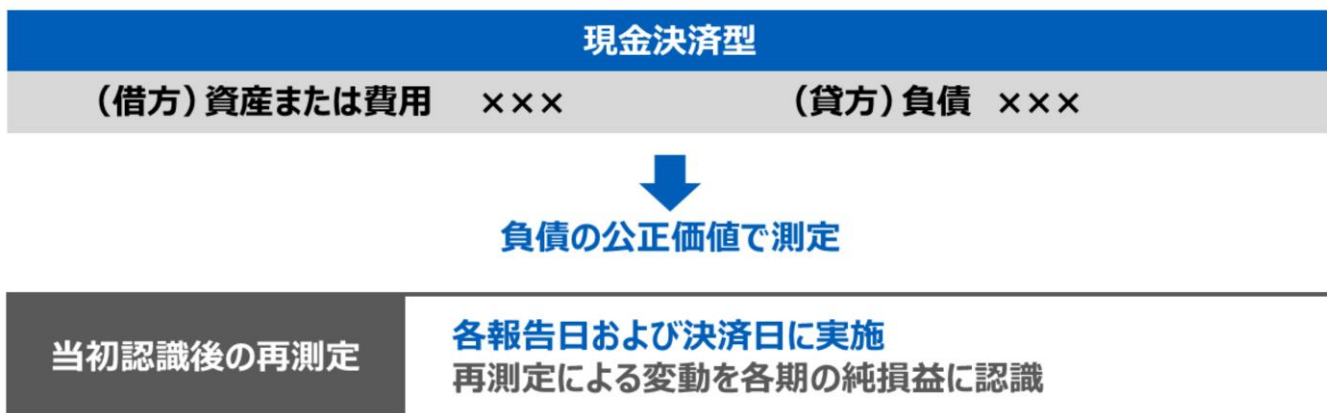 現金決済型
（借方）資産または費用　×××　（貸方）負債　×××
負債の公正価値で測定
当初認識後の再測定
各報告日および決済日に実施
再測定による変動を各期の純損益に認識